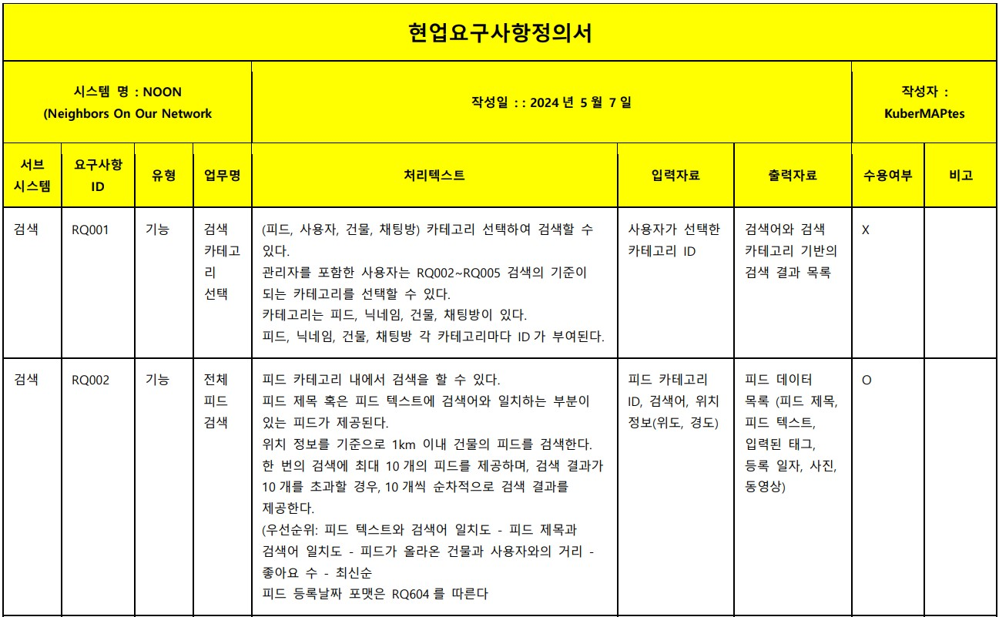 현업요구사항정의서
시스템 명 : NOON
(Neighbors On Our Network
작성일 : : 2024 년 5 월 7 일
작성자 :
KuberMAPtes
서브
시스템
요구사항
ID
유형
업무명
처리텍스트
입력자료
출력자료
수용여부
비고
검색
RQ001
기능
검색
카테고
리
선택
(피드, 사용자, 건물, 채팅방) 카테고리 선택하여 검색할 수
있다.
관리자를 포함한 사용자는 RQ002~RQ005 검색의 기준이
되는 카테고리를 선택할 수 있다.
카테고리는 피드, 닉네임, 건물, 채팅방이 있다.
피드, 닉네임, 건물, 채팅방 각 카테고리마다 ID 가 부여된다.
사용자가 선택한
카테고리 ID
검색어와 검색
카테고리 기반의
검색 결과 목록
X
검색
RQ002
기능
전체
피드
검색
피드 카테고리 내에서 검색을 할 수 있다.
피드 제목 혹은 피드 텍스트에 검색어와 일치하는 부분이
있는 피드가 제공된다.
위치 정보를 기준으로 1km 이내 건물의 피드를 검색한다.
한 번의 검색에 최대 10 개의 피드를 제공하며, 검색 결과가
10 개를 초과할 경우, 10 개씩 순차적으로 검색 결과를
제공한다.
(우선순위: 피드 텍스트와 검색어 일치도 - 피드 제목과
검색어 일치도 - 피드가 올라온 건물과 사용자와의 거리 -
좋아요 수 - 최신순
피드 등록날짜 포맷은 RQ604 를 따른다
피드 카테고리
ID, 검색어, 위치
정보(위도, 경도)
피드 데이터
목록 (피드 제목,
피드 텍스트,
입력된 태그,
등록 일자, 사진,
동영상)
O